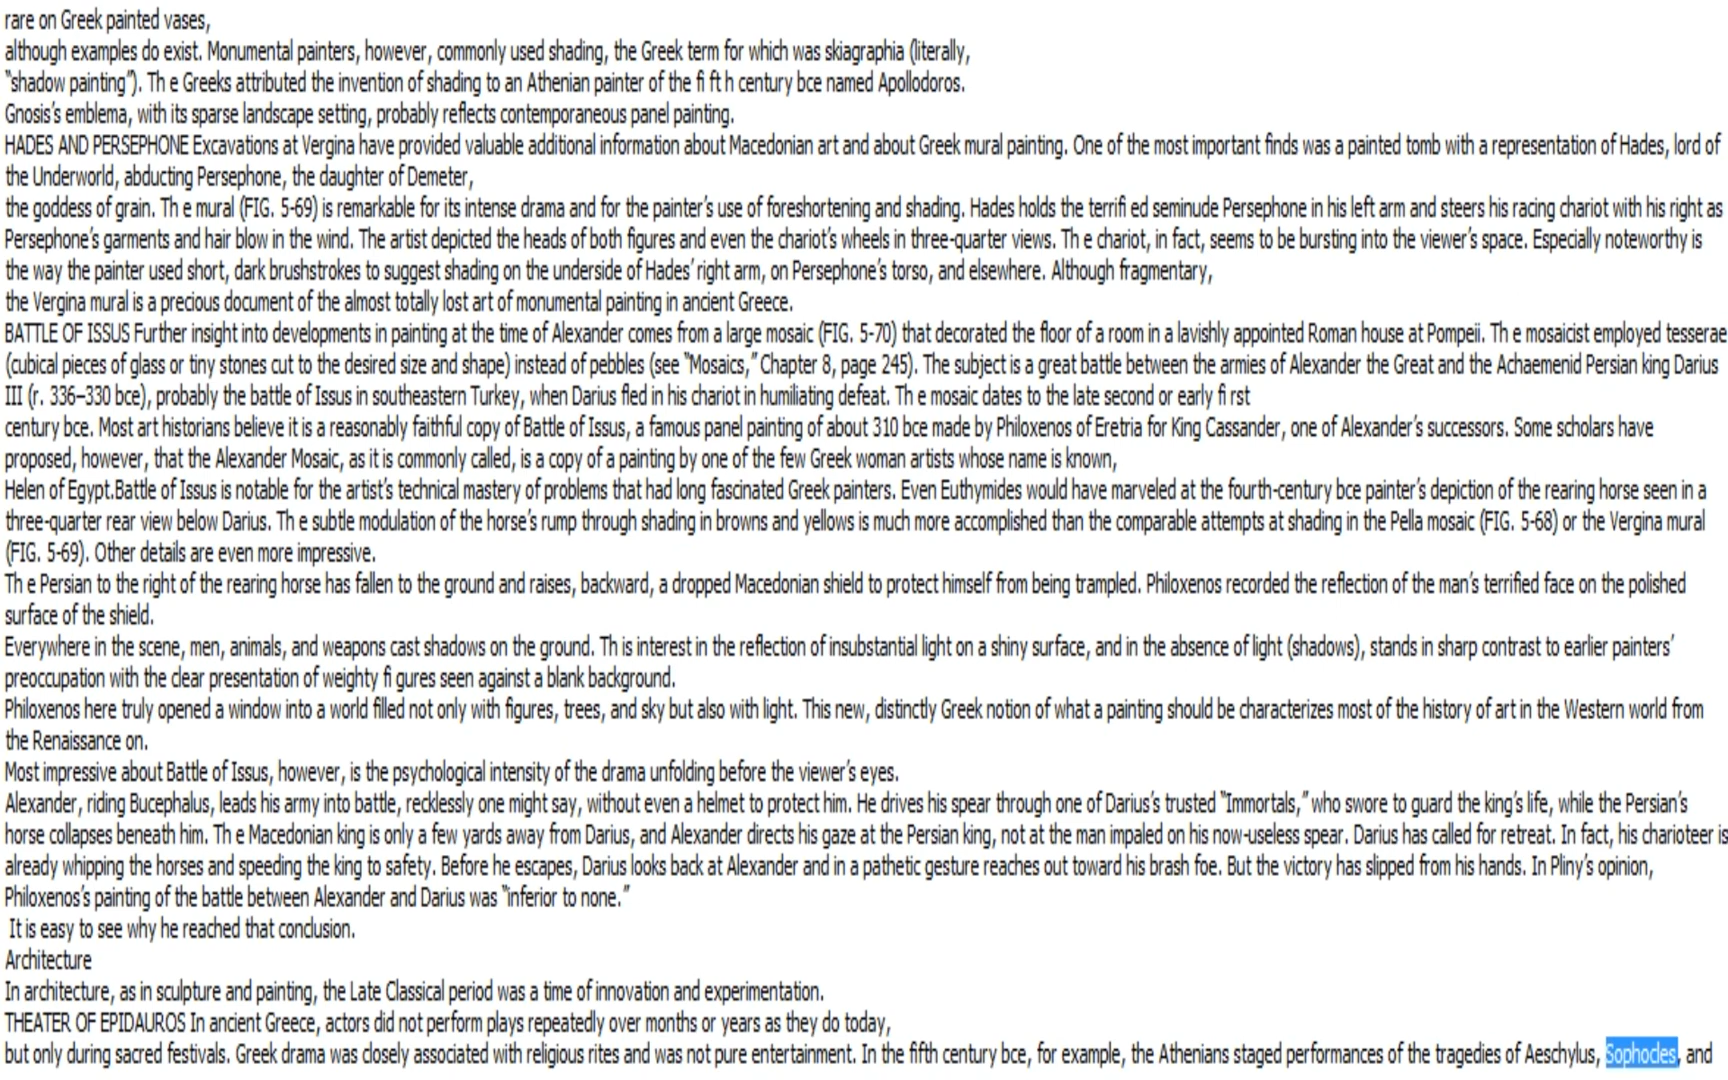 rare on Greek painted vases,
although examples do exist. Monumental painters, however, commonly used shading, the Greek term for which was skiagraphia (literally,
“shadow painting”). Th e Greeks attributed the invention of shading to an Athenian painter of the fi ft h century bce named Apollodoros.
Gnosis’s emblema, with its sparse landscape setting, probably reflects contemporaneous panel painting.
HADES AND PERSEPHONE Excavations at Vergina have provided valuable additional information about Macedonian art and about Greek mural painting. One of the most important finds was a painted tomb with a representation of Hades, lord of
the Underworld, abducting Persephone, the daughter of Demeter,
the goddess of grain. Th e mural (FIG. 5-69) is remarkable for its intense drama and for the painter’s use of foreshortening and shading. Hades holds the terrifi ed seminude Persephone in his left arm and steers his racing chariot with his right as
Persephone’s garments and hair blow in the wind. The artist depicted the heads of both figures and even the chariot’s wheels in three-quarter views. Th e chariot, in fact, seems to be bursting into the viewer’s space. Especially noteworthy is
the way the painter used short, dark brushstrokes to suggest shading on the underside of Hades’ right arm, on Persephone’s torso, and elsewhere. Although fragmentary,
the Vergina mural is a precious document of the almost totally lost art of monumental painting in ancient Greece.
BATTLE OF ISSUS Further insight into developments in painting at the time of Alexander comes from a large mosaic (FIG. 5-70) that decorated the floor of a room in a lavishly appointed Roman house at Pompeii. Th e mosaicist employed tesserae
(cubical pieces of glass or tiny stones cut to the desired size and shape) instead of pebbles (see “Mosaics,” Chapter 8, page 245). The subject is a great battle between the armies of Alexander the Great and the Achaemenid Persian king Darius
III (r. 336–330 bce), probably the battle of Issus in southeastern Turkey, when Darius fled in his chariot in humiliating defeat. Th e mosaic dates to the late second or early fi rst
century bce. Most art historians believe it is a reasonably faithful copy of Battle of Issus, a famous panel painting of about 310 bce made by Philoxenos of Eretria for King Cassander, one of Alexander’s successors. Some scholars have
proposed, however, that the Alexander Mosaic, as it is commonly called, is a copy of a painting by one of the few Greek woman artists whose name is known,
Helen of Egypt.Battle of Issus is notable for the artist’s technical mastery of problems that had long fascinated Greek painters. Even Euthymides would have marveled at the fourth-century bce painter’s depiction of the rearing horse seen in a
three-quarter rear view below Darius. Th e subtle modulation of the horse’s rump through shading in browns and yellows is much more accomplished than the comparable attempts at shading in the Pella mosaic (FIG. 5-68) or the Vergina mural
(FIG. 5-69). Other details are even more impressive.
Th e Persian to the right of the rearing horse has fallen to the ground and raises, backward, a dropped Macedonian shield to protect himself from being trampled. Philoxenos recorded the reflection of the man’s terrified face on the polished
surface of the shield.
Everywhere in the scene, men, animals, and weapons cast shadows on the ground. Th is interest in the reflection of insubstantial light on a shiny surface, and in the absence of light (shadows), stands in sharp contrast to earlier painters’
preoccupation with the clear presentation of weighty fi gures seen against a blank background.
Philoxenos here truly opened a window into a world filled not only with figures, trees, and sky but also with light. This new, distinctly Greek notion of what a painting should be characterizes most of the history of art in the Western world from
the Renaissance on.
Most impressive about Battle of Issus, however, is the psychological intensity of the drama unfolding before the viewer’s eyes.
Alexander, riding Bucephalus, leads his army into battle, recklessly one might say, without even a helmet to protect him. He drives his spear through one of Darius’s trusted “Immortals,” who swore to guard the king’s life, while the Persian’s
horse collapses beneath him. Th e Macedonian king is only a few yards away from Darius, and Alexander directs his gaze at the Persian king, not at the man impaled on his now-useless spear. Darius has called for retreat. In fact, his charioteer is
already whipping the horses and speeding the king to safety. Before he escapes, Darius looks back at Alexander and in a pathetic gesture reaches out toward his brash foe. But the victory has slipped from his hands. In Pliny’s opinion,
Philoxenos’s painting of the battle between Alexander and Darius was “inferior to none.”
It is easy to see why he reached that conclusion.
Architecture
In architecture, as in sculpture and painting, the Late Classical period was a time of innovation and experimentation.
THEATER OF EPIDAUROS In ancient Greece, actors did not perform plays repeatedly over months or years as they do today,
but only during sacred festivals. Greek drama was closely associated with religious rites and was not pure entertainment. In the fifth century bce, for example, the Athenians staged performances of the tragedies of Aeschylus, Sophocles, and